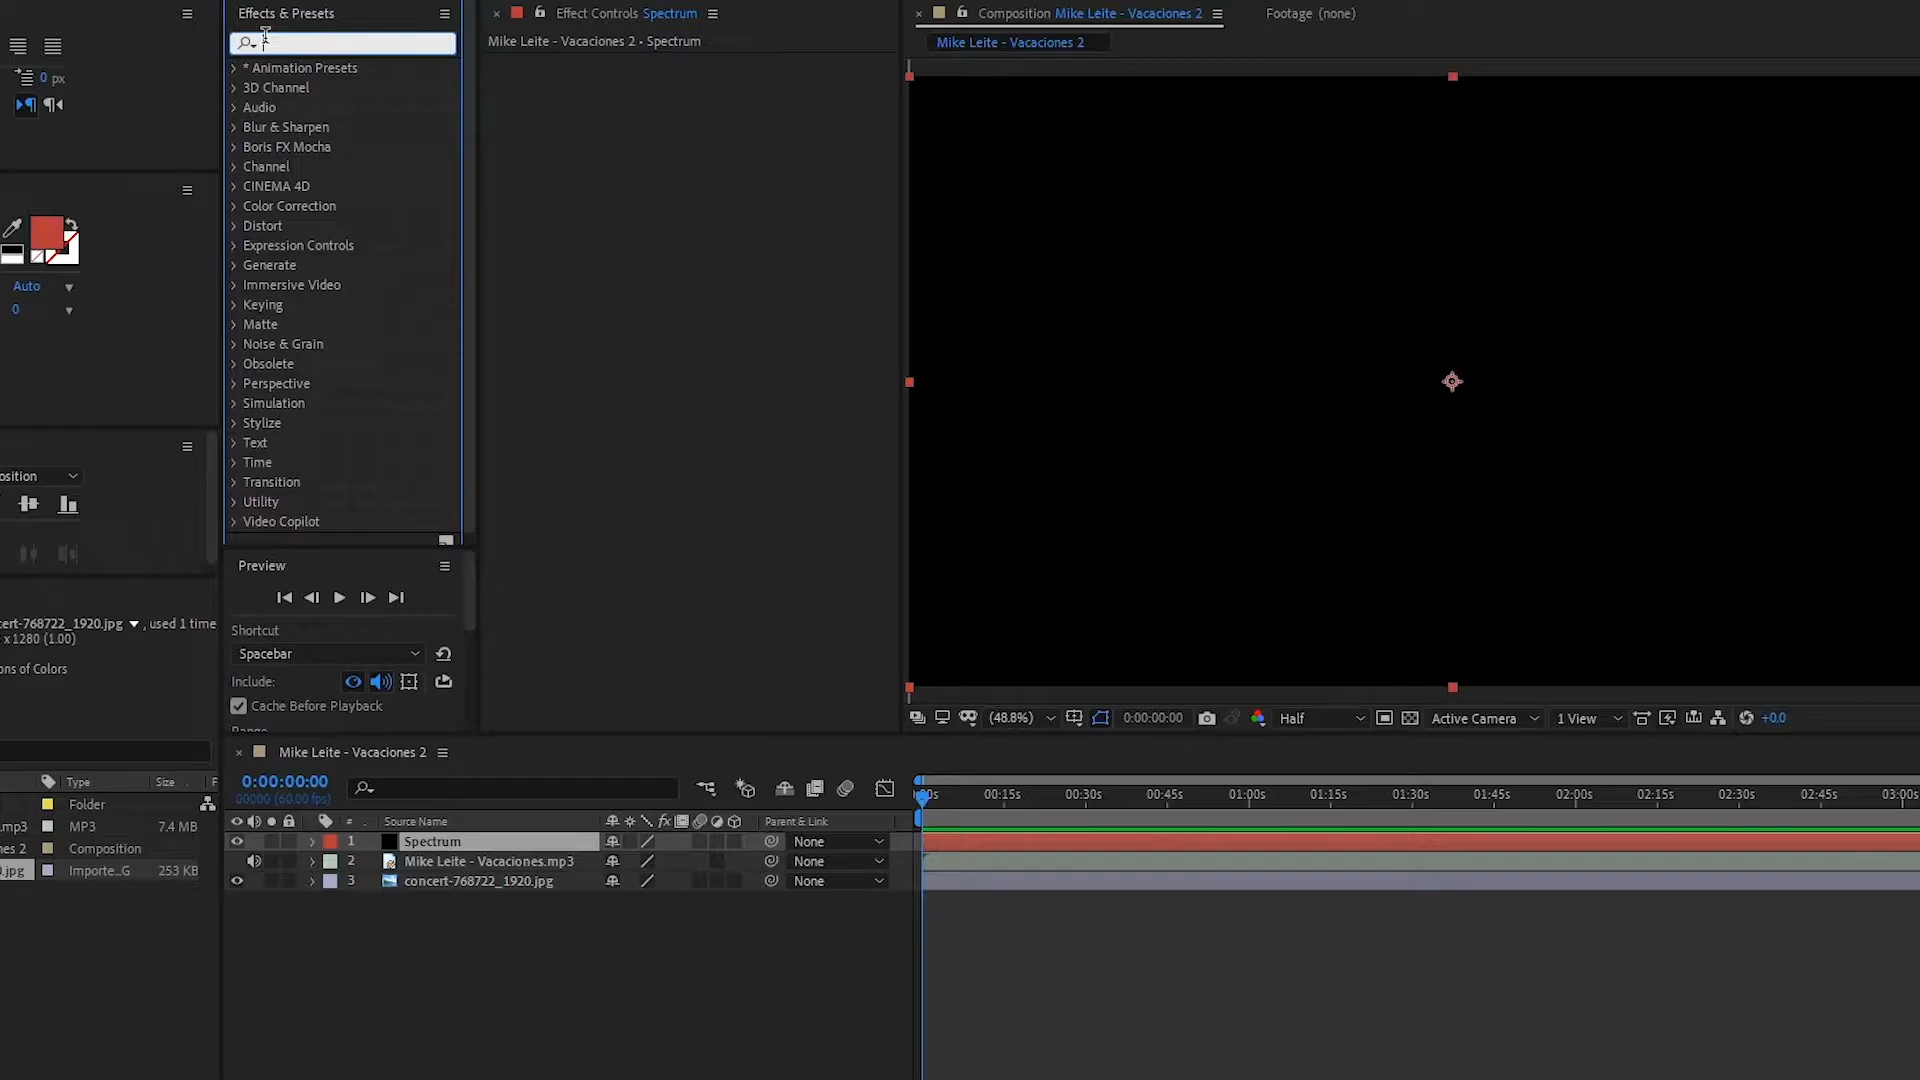 Effects & Presets
Effect Controls Spectrum
Composition Mike Leite - Vacaciones 2
Footage (none)
Mike Leite - Vacaciones 2 • Spectrum
Mike Leite - Vacaciones 2
0 px
* Animation Presets
3D Channel
Audio
Blur & Sharpen
Boris FX Mocha
Channel
CINEMA 4D
Color Correction
Distort
Expression Controls
Generate
Immersive Video
Keying
Matte
Noise & Grain
Obsolete
Perspective
Simulation
Stylize
Text
Time
Transition
Utility
Video Copilot
Auto
0
osition
Preview
Shortcut
Spacebar
Include:
Cache Before Playback
cert-768722_1920.jpg , used 1 time
x 1280 (1.00)
ons of Colors
(48.8%) 0:00:00:00 Half Active Camera 1 View +0.0
Mike Leite - Vacaciones 2
0:00:00:00
00000 (60.00 fps)
00s 00:15s 00:30s 00:45s 01:00s 01:15s 01:30s 01:45s 02:00s 02:15s 02:30s 02:45s 03:00s
# Source Name fx Parent & Link
1 Spectrum None
2 Mike Leite - Vacaciones.mp3 None
3 concert-768722_1920.jpg None
Type Size F
Folder
.mp3 MP3 7.4 MB
nes 2 Composition
.jpg Importe...G 253 KB